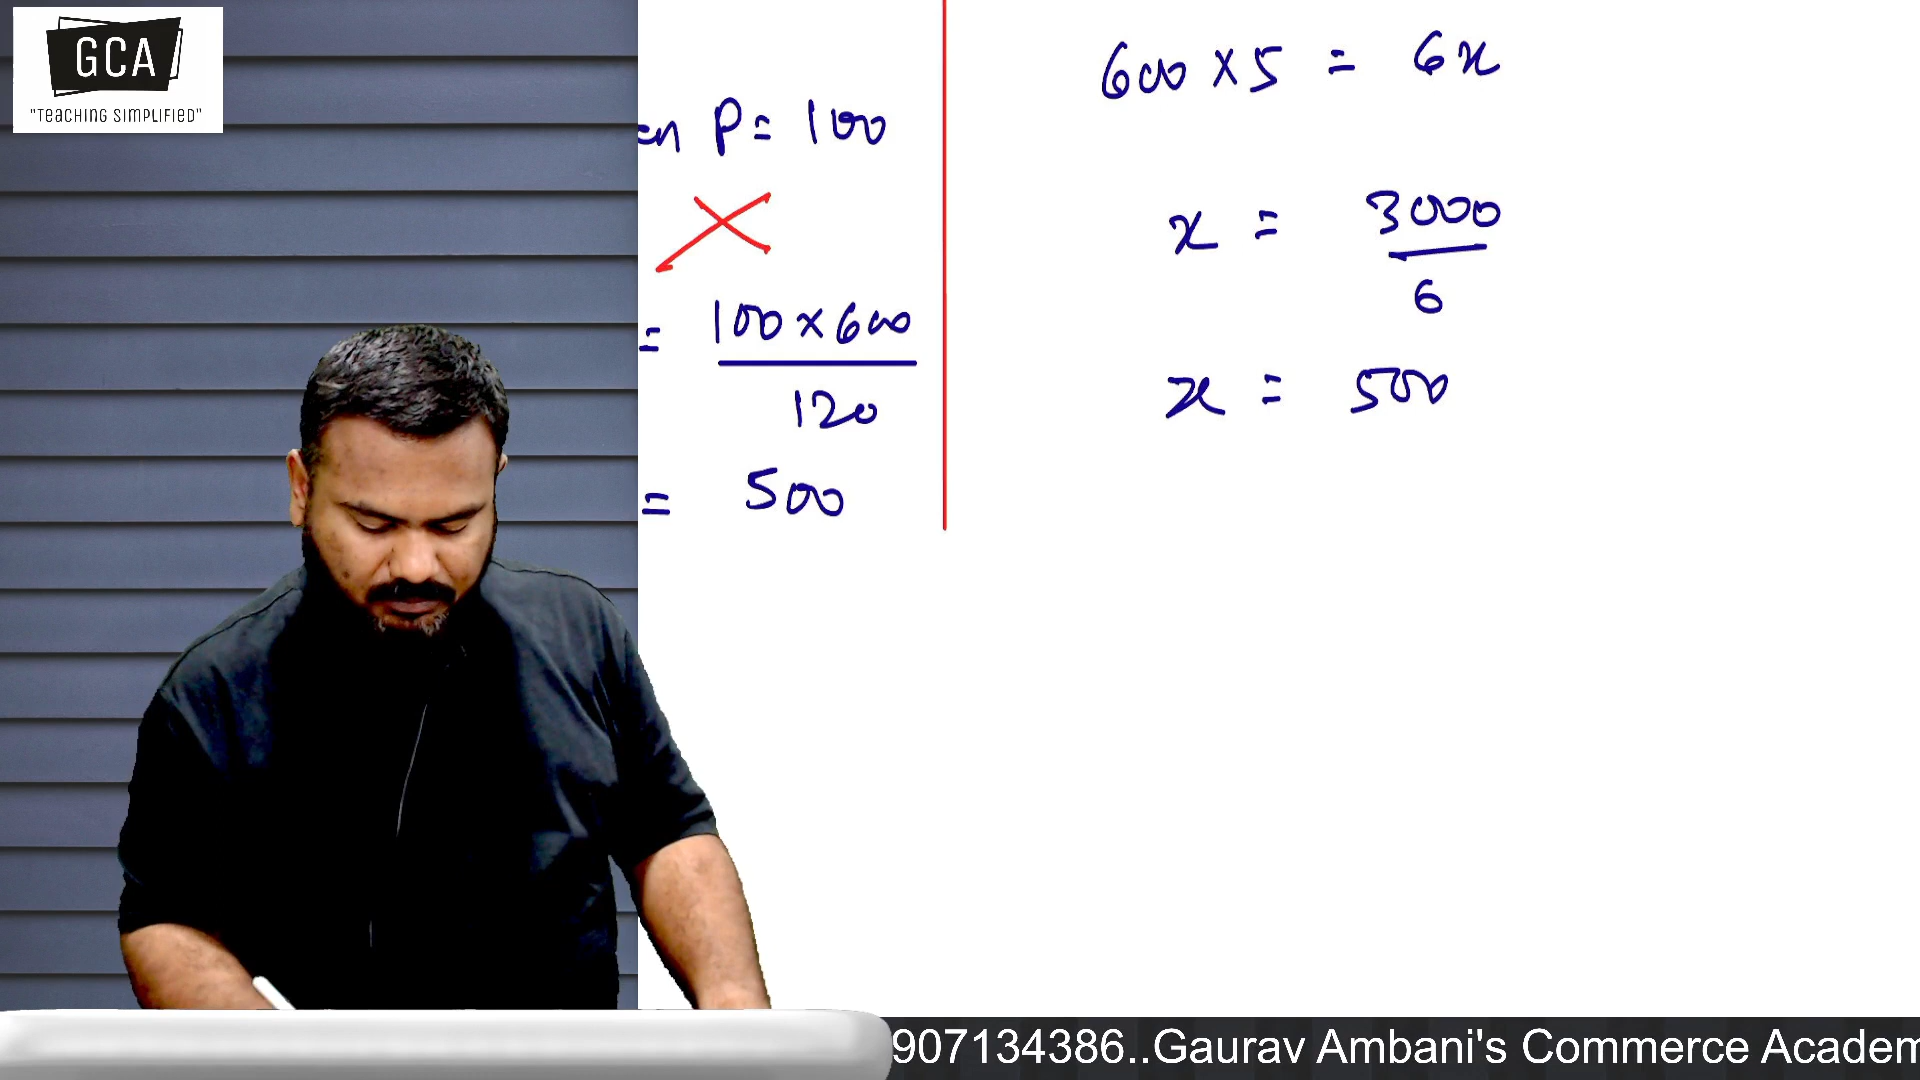 GCA
"TEACHING SIMPLIFIED"
P = 100
= 100 × 600
120
= 500
600 × 5 = 6x
x = 3000
6
x = 500
907134386..Gaurav Ambani's Commerce Academ